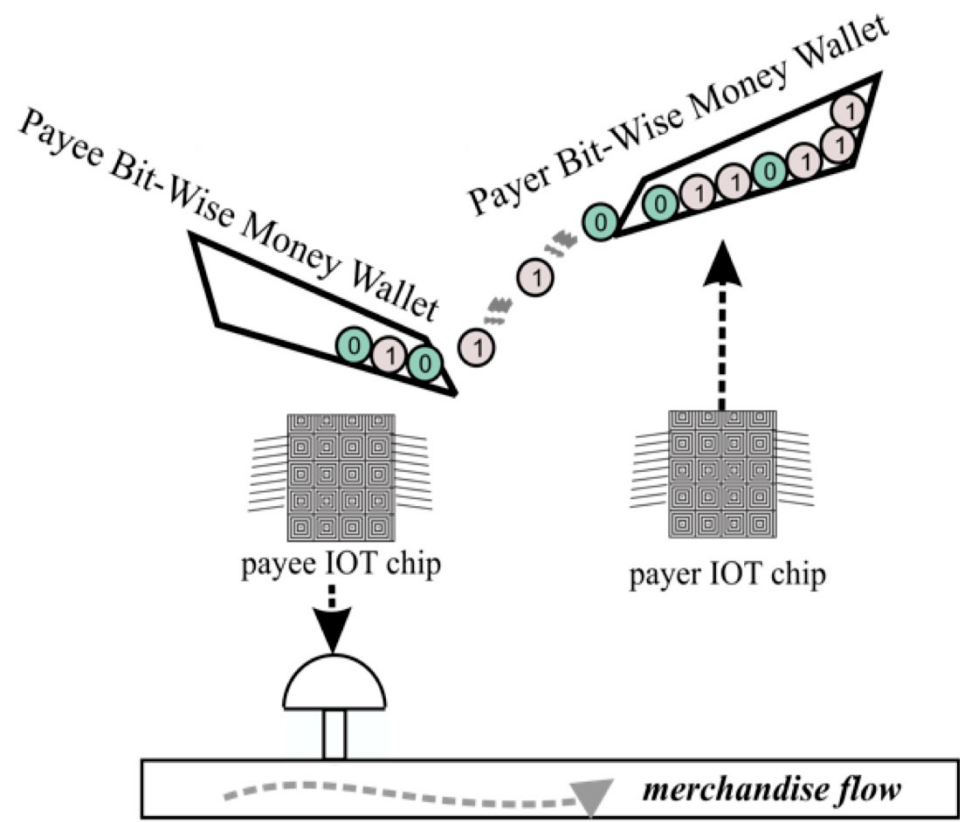 Payer Bit-Wise Money Wallet
Payee Bit-Wise Money Wallet
1
1
0 0 1 1 0 1
1
0 1 0 1
payee IOT chip
payer IOT chip
merchandise flow